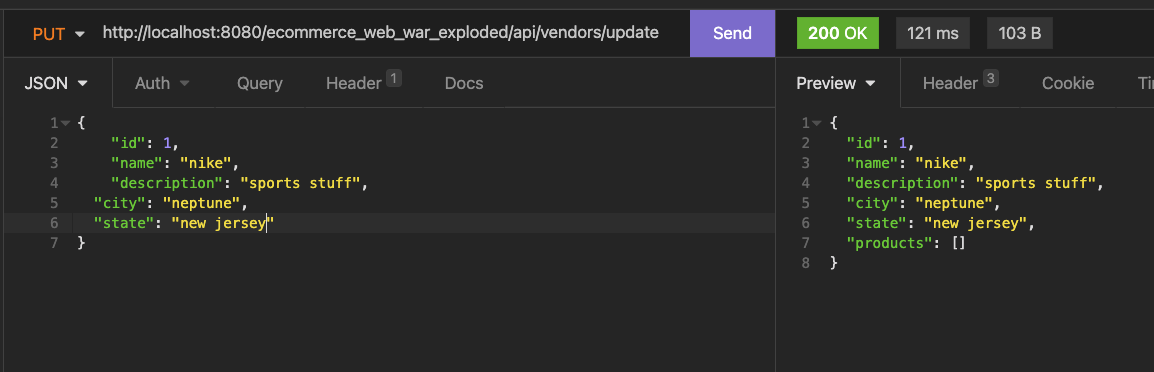 PUT http://localhost:8080/ecommerce_web_war_exploded/api/vendors/update Send 200 OK 121 ms 103 B
JSON Auth Query Header 1 Docs Preview Header 3 Cookie
1 {
2 "id": 1,
3 "name": "nike",
4 "description": "sports stuff",
5 "city": "neptune",
6 "state": "new jersey"
7 }
1 {
2 "id": 1,
3 "name": "nike",
4 "description": "sports stuff",
5 "city": "neptune",
6 "state": "new jersey",
7 "products": []
8 }